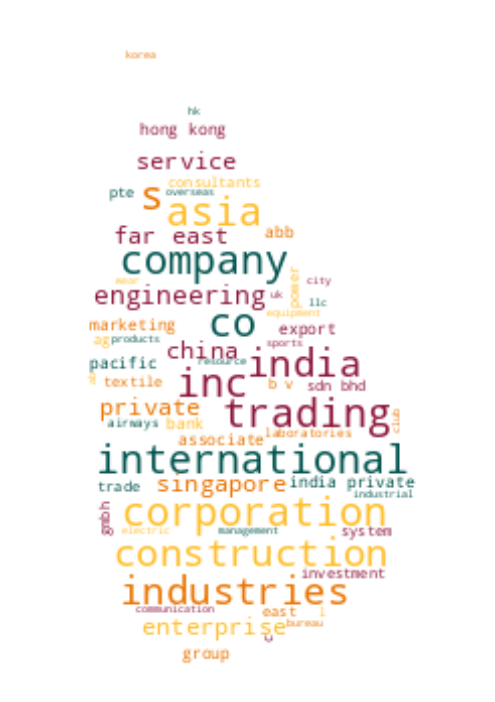 korea
hk
hong kong
service
consultants
pte
overseas
s
asia
far east
abb
company
wear
power
city
engineering
uk
llc
equipment
marketing
co
export
ag
products
sports
china
pacific
resource
india
textile
inc
b v
sdn bhd
private
trading
club
airways
bank
laboratories
associate
international
trade
singapore
india private
industrial
gmbh
corporation
electric
management
system
construction
investment
industries
communication
east
l
enterprise
bureau
group